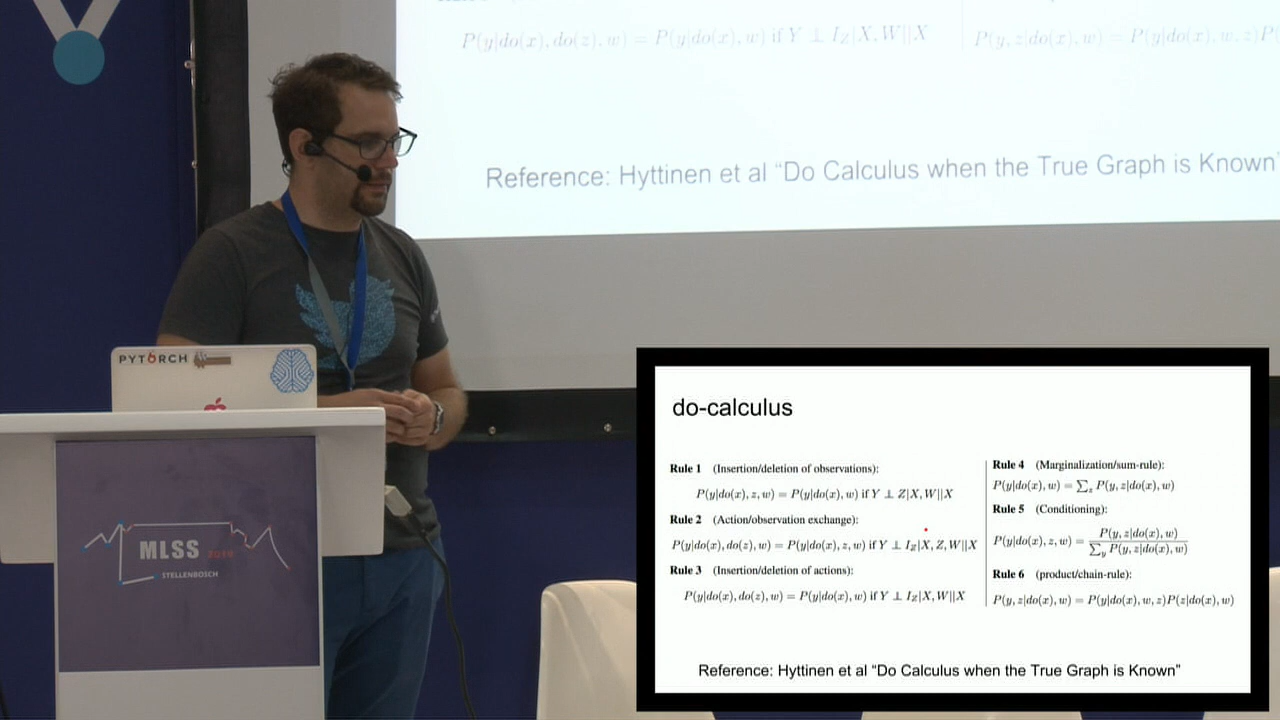 P(y|do(x), do(z), w) = P(y|do(x), w) if Y ⊥ I_Z|X, W||X
P(y, z|do(x), w) = P(y|do(x), w, z)P(
Reference: Hyttinen et al “Do Calculus when the True Graph is Known”
PYTORCH
MLSS
STELLENBOSCH
do-calculus
Rule 1 (Insertion/deletion of observations):
P(y|do(x), z, w) = P(y|do(x), w) if Y ⊥ Z|X, W||X
Rule 2 (Action/observation exchange):
P(y|do(x), do(z), w) = P(y|do(x), z, w) if Y ⊥ I_Z|X, Z, W||X
Rule 3 (Insertion/deletion of actions):
P(y|do(x), do(z), w) = P(y|do(x), w) if Y ⊥ I_Z|X, W||X
Rule 4 (Marginalization/sum-rule):
P(y|do(x), w) = ∑_z P(y, z|do(x), w)
Rule 5 (Conditioning):
P(y|do(x), z, w) = P(y, z|do(x), w) / ∑_y P(y, z|do(x), w)
Rule 6 (product/chain-rule):
P(y, z|do(x), w) = P(y|do(x), w, z)P(z|do(x), w)
Reference: Hyttinen et al “Do Calculus when the True Graph is Known”